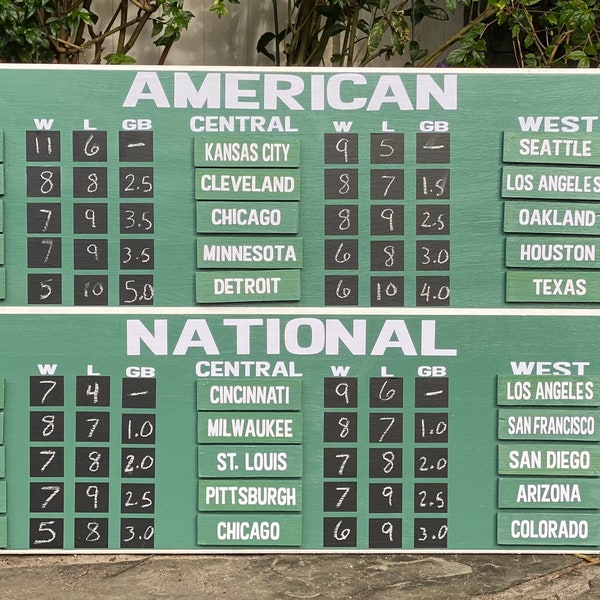 AMERICAN
W L GB CENTRAL W L GB WEST
11 6 – KANSAS CITY 9 5 – SEATTLE
8 8 2.5 CLEVELAND 8 7 1.5 LOS ANGELES
7 9 3.5 CHICAGO 8 9 2.5 OAKLAND
7 9 3.5 MINNESOTA 6 8 3.0 HOUSTON
5 10 5.0 DETROIT 6 10 4.0 TEXAS
NATIONAL
W L GB CENTRAL W L GB WEST
7 4 – CINCINNATI 9 6 – LOS ANGELES
8 7 1.0 MILWAUKEE 8 7 1.0 SAN FRANCISCO
7 8 2.0 ST. LOUIS 7 8 2.0 SAN DIEGO
7 9 2.5 PITTSBURGH 7 9 2.5 ARIZONA
5 8 3.0 CHICAGO 6 9 3.0 COLORADO